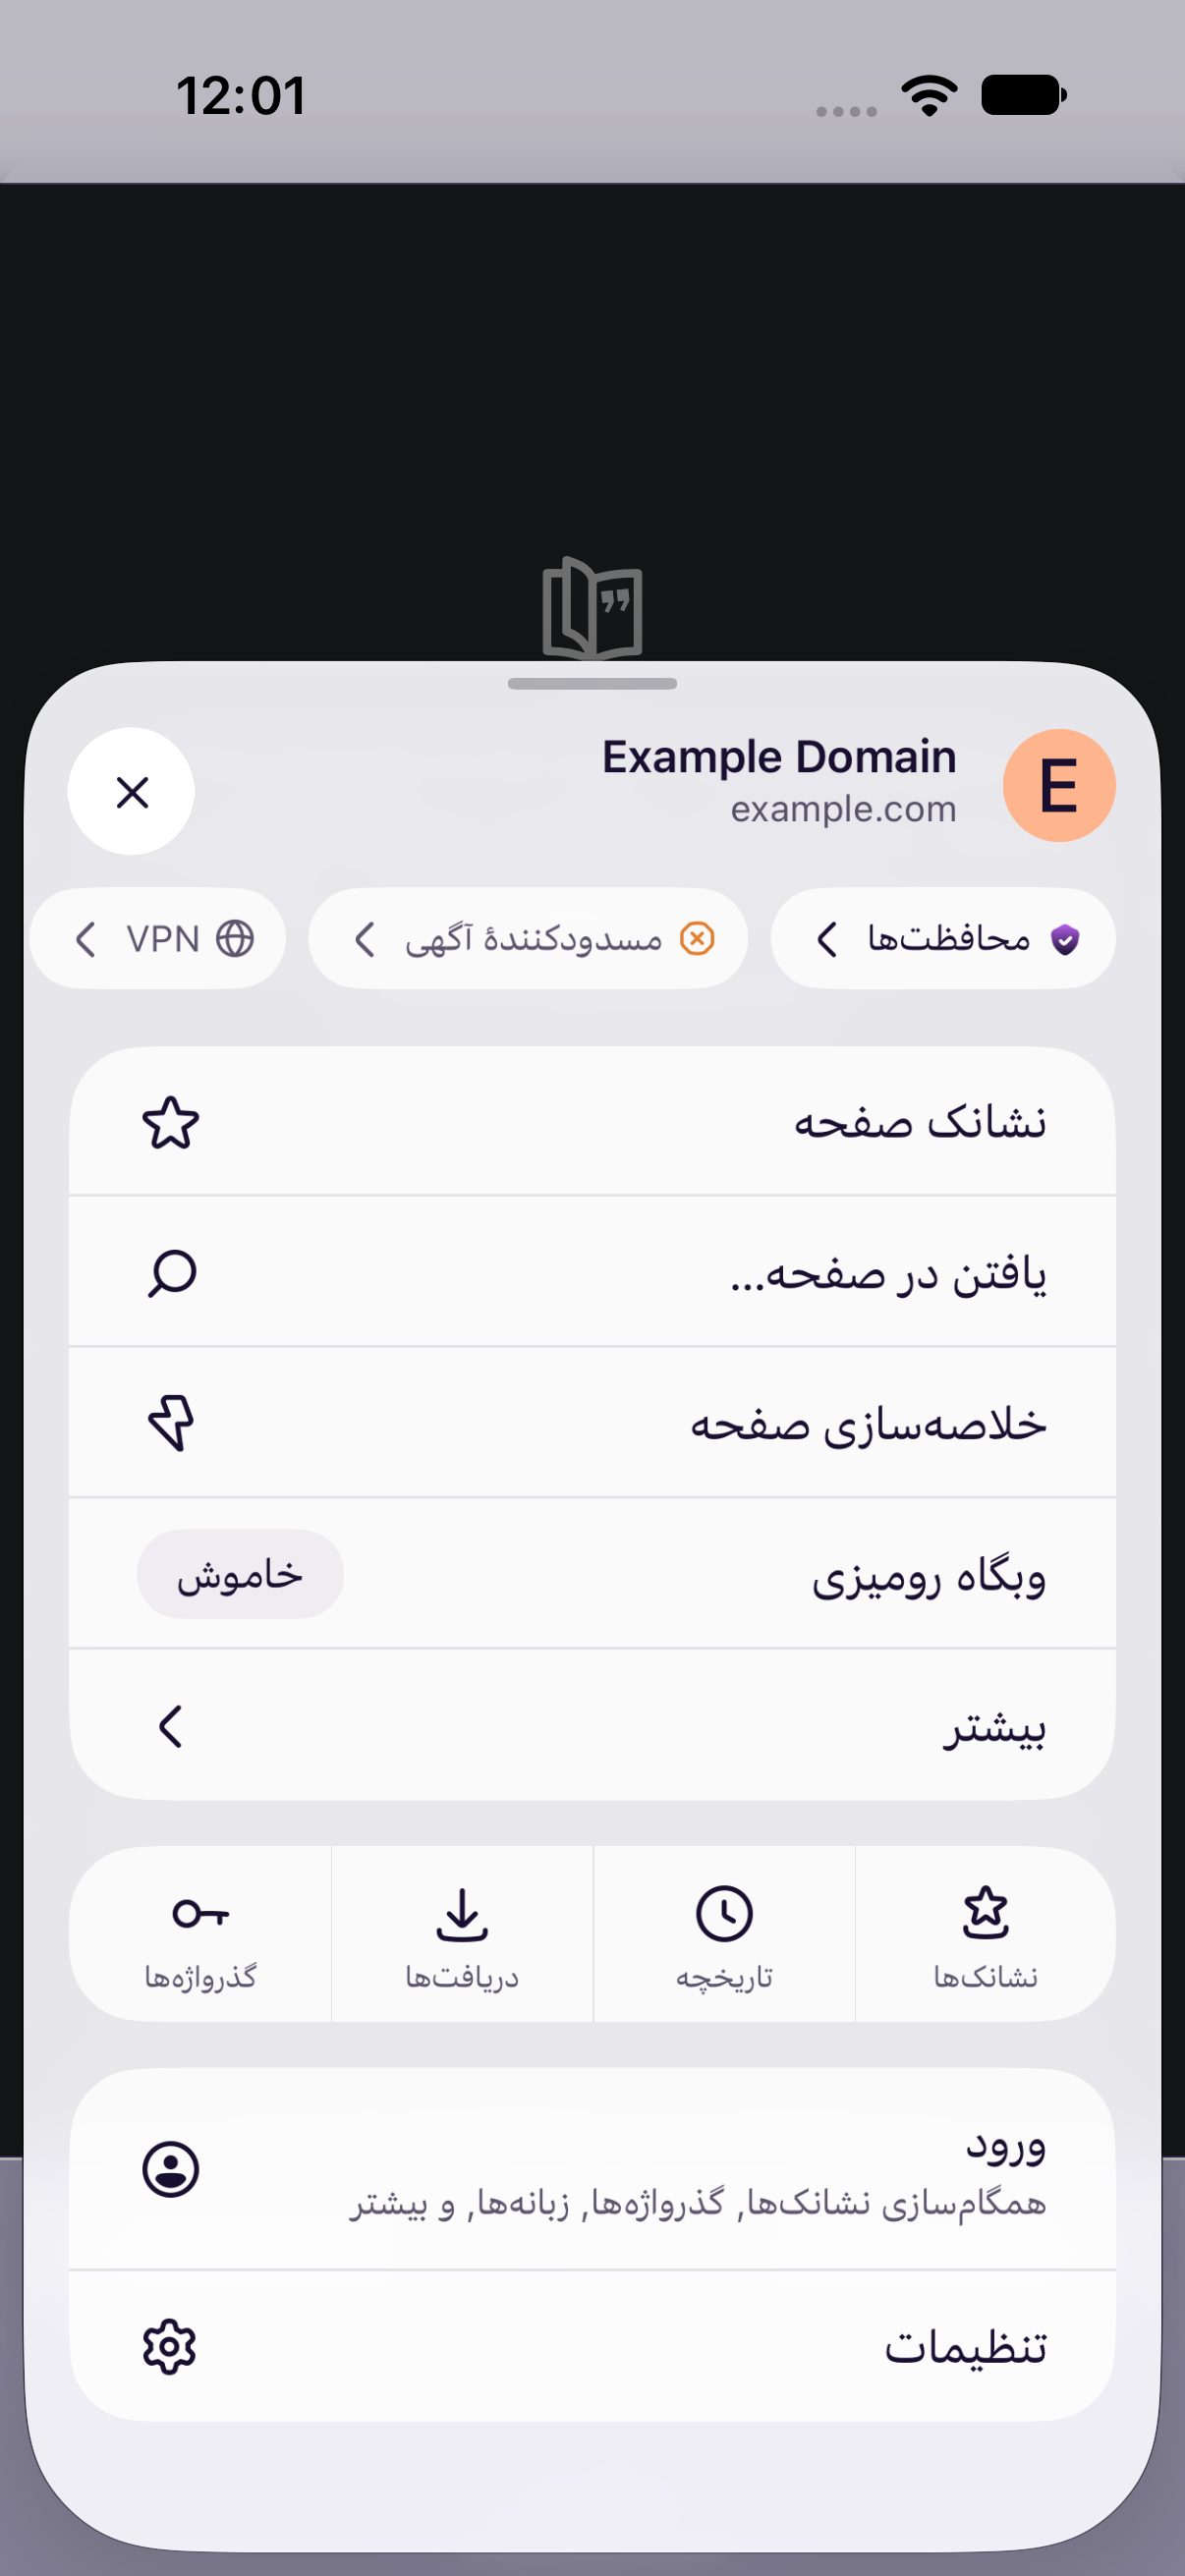 12:01
Example Domain
example.com
E
محافظت‌ها
مسدودکنندهٔ آگهی
VPN
نشانک صفحه
یافتن در صفحه...
خلاصه‌سازی صفحه
وبگاه رومیزی
خاموش
بیشتر
نشانک‌ها
تاریخچه
دریافت‌ها
گذرواژه‌ها
ورود
همگام‌سازی نشانک‌ها, گذرواژه‌ها, زبانه‌ها, و بیشتر
تنظیمات